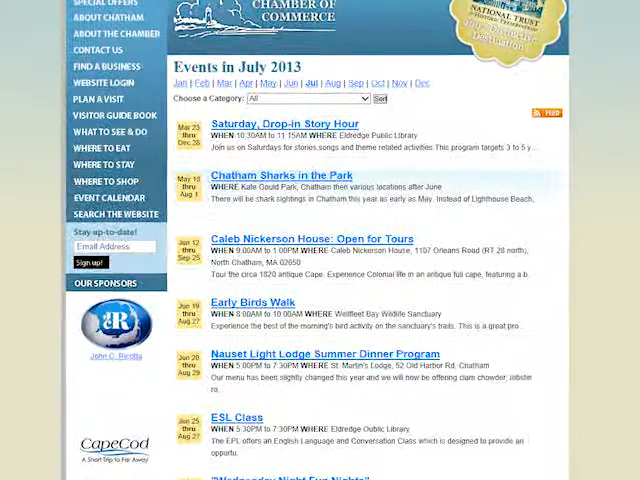 SPECIAL OFFERS
ABOUT CHATHAM
ABOUT THE CHAMBER
CONTACT US
FIND A BUSINESS
WEBSITE LOGIN
PLAN A VISIT
VISITOR GUIDE BOOK
WHAT TO SEE & DO
WHERE TO EAT
WHERE TO STAY
WHERE TO SHOP
EVENT CALENDAR
SEARCH THE WEBSITE
Stay up-to-date!
Email Address
Sign up!
OUR SPONSORS
John C. Ricotta
CapeCod
A Short Trip to Far Away
CHAMBER OF
COMMERCE
NATIONAL TRUST
Destination
Events in July 2013
Jan | Feb | Mar | Apr | May | Jun | Jul | Aug | Sep | Oct | Nov | Dec
Choose a Category: All Sort
RSS FEED
Mar 23
thru
Dec 28
Saturday, Drop-in Story Hour
WHEN 10:30AM to 11:15AM WHERE Eldredge Public Library
Join us on Saturdays for stories,songs and theme related activities.This program targets 3 to 5 y...
May 18
thru
Aug 1
Chatham Sharks in the Park
WHERE Kate Gould Park, Chatham then various locations after June
There will be shark sightings in Chatham this year as early as May. Instead of Lighthouse Beach,
Jun 12
thru
Sep 25
Caleb Nickerson House: Open for Tours
WHEN 9:00AM to 1:00PM WHERE Caleb Nickerson House, 1107 Orleans Road (RT 28 north),
North Chatham, MA 02650
Tour the circa 1820 antique Cape. Experience Colonial life in an antique full cape, featuring a b.
Jun 19
thru
Aug 27
Early Birds Walk
WHEN 8:00AM to 10:00AM WHERE Wellfleet Bay Wildlife Sanctuary
Experience the best of the morning's bird activity on the sanctuary's trails. This is a great pro...
Jun 20
thru
Aug 29
Nauset Light Lodge Summer Dinner Program
WHEN 5:00PM to 7:30PM WHERE St. Martin's Lodge, 52 Old Harbor Rd, Chatham
Our menu has been slightly changed this year and we will now be offering clam chowder, lobster
ro.
Jun 25
thru
Aug 27
ESL Class
WHEN 5:30PM to 7:30PM WHERE Eldredge Public Library
The EPL offers an English Language and Conversation Class which is designed to provide an
opportu.
"Wednesday Night Fun Nights"